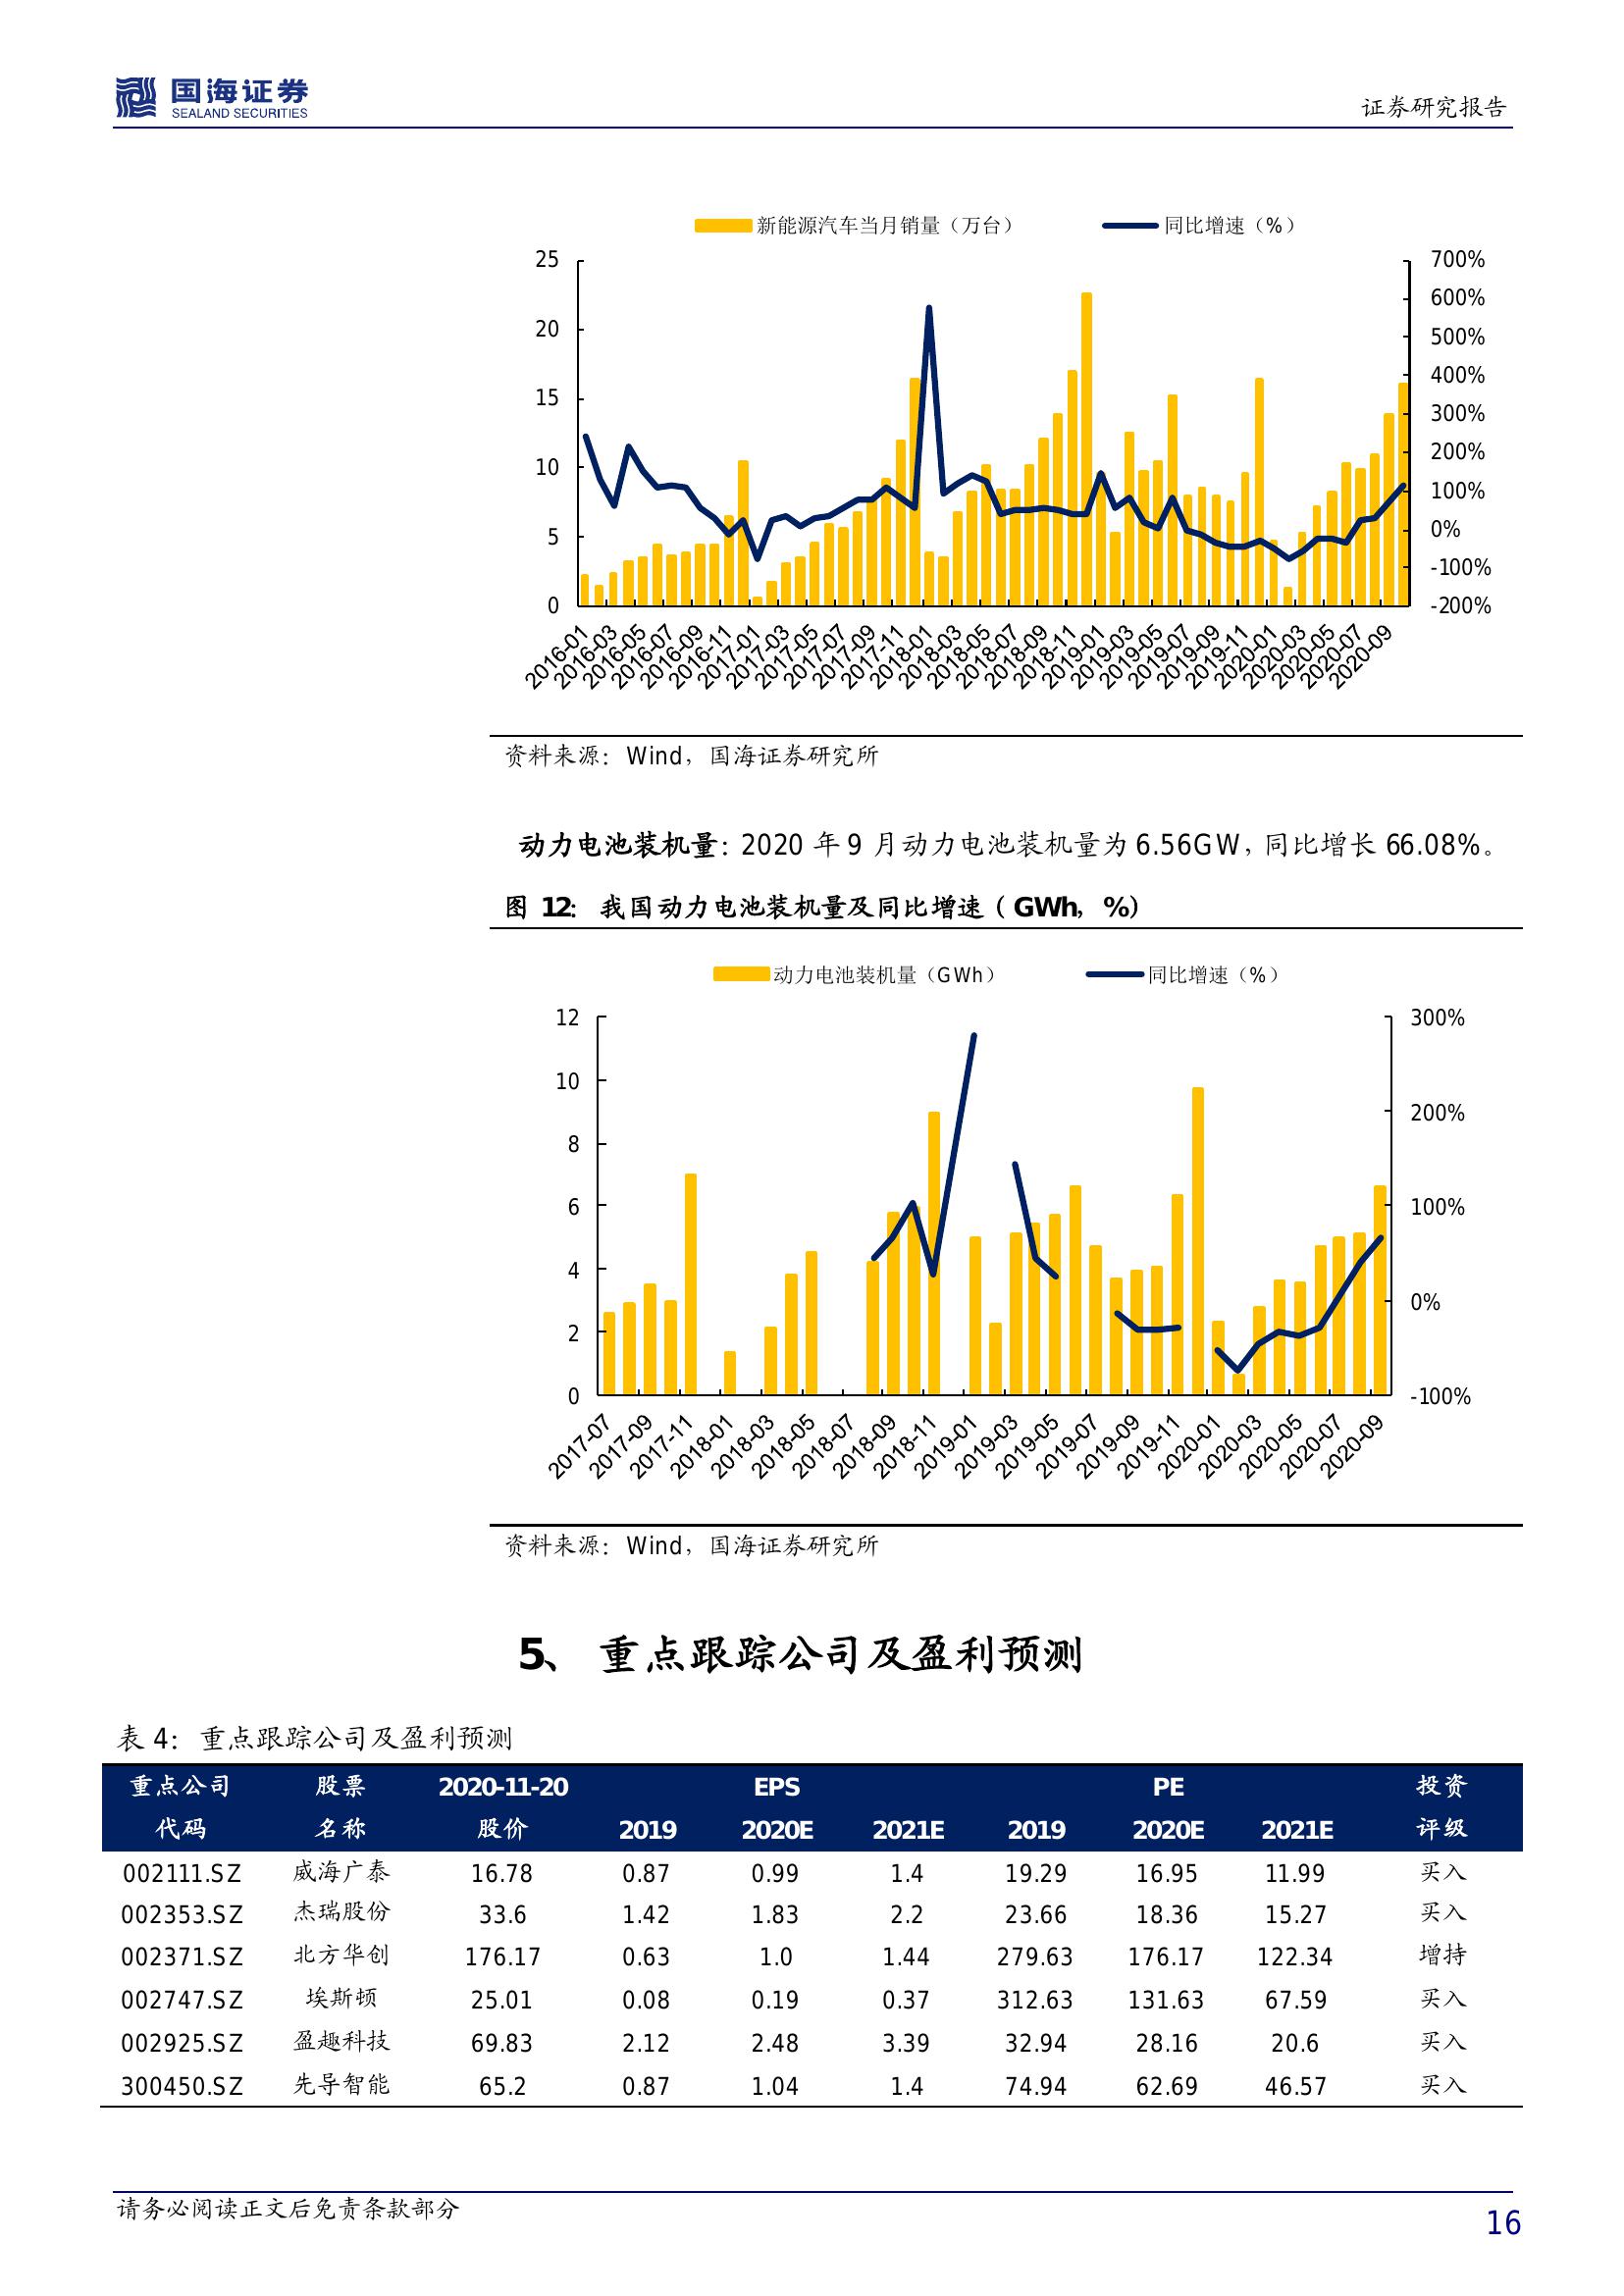 国海证券
SEALAND SECURITIES
证券研究报告
新能源汽车当月销量（万台） 同比增速（%）
25 700%
600%
20 500%
400%
15 300%
10 200%
100%
5 0%
-100%
0 -200%
2016-01 2016-03 2016-05 2016-07 2016-09 2016-11 2017-01 2017-03 2017-05 2017-07 2017-09 2017-11 2018-01 2018-03 2018-05 2018-07 2018-09 2018-11 2019-01 2019-03 2019-05 2019-07 2019-09 2019-11 2020-01 2020-03 2020-05 2020-07 2020-09
资料来源：Wind，国海证券研究所
动力电池装机量：2020 年 9 月动力电池装机量为 6.56GW，同比增长 66.08%。
图 12： 我国动力电池装机量及同比增速（GWh，%）
动力电池装机量（GWh） 同比增速（%）
12 300%
10
200%
8
6 100%
4
0%
2
0 -100%
2017-07 2017-09 2017-11 2018-01 2018-03 2018-05 2018-07 2018-09 2018-11 2019-01 2019-03 2019-05 2019-07 2019-09 2019-11 2020-01 2020-03 2020-05 2020-07 2020-09
资料来源：Wind，国海证券研究所
5、 重点跟踪公司及盈利预测
表 4：重点跟踪公司及盈利预测
重点公司 股票 2020-11-20 EPS PE 投资
代码 名称 股价 2019 2020E 2021E 2019 2020E 2021E 评级
002111.SZ 威海广泰 16.78 0.87 0.99 1.4 19.29 16.95 11.99 买入
002353.SZ 杰瑞股份 33.6 1.42 1.83 2.2 23.66 18.36 15.27 买入
002371.SZ 北方华创 176.17 0.63 1.0 1.44 279.63 176.17 122.34 增持
002747.SZ 埃斯顿 25.01 0.08 0.19 0.37 312.63 131.63 67.59 买入
002925.SZ 盈趣科技 69.83 2.12 2.48 3.39 32.94 28.16 20.6 买入
300450.SZ 先导智能 65.2 0.87 1.04 1.4 74.94 62.69 46.57 买入
请务必阅读正文后免责条款部分
16